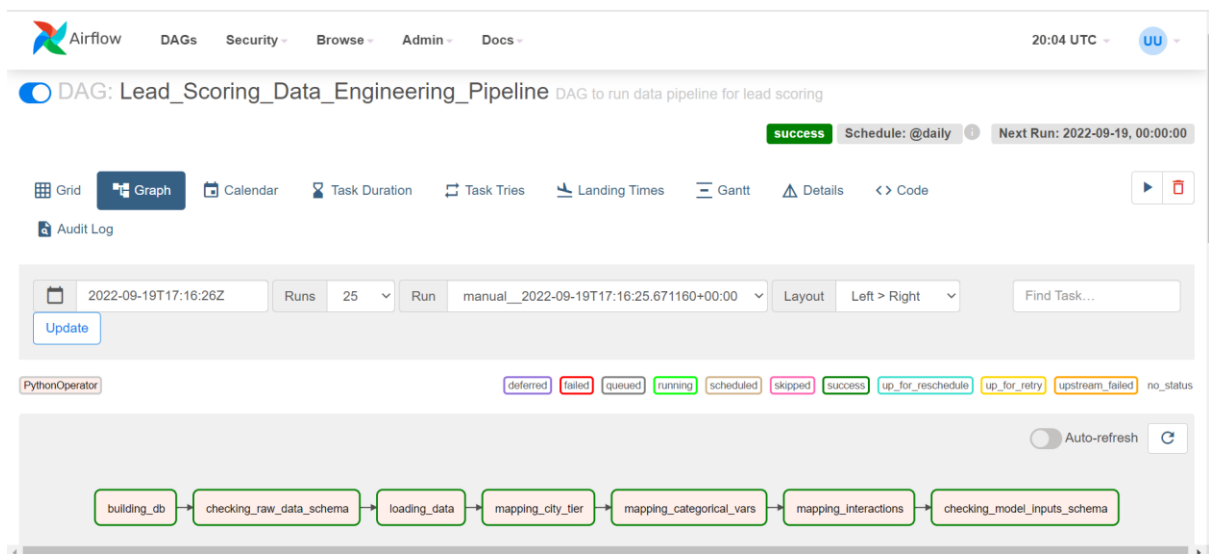 Airflow DAGs Security Browse Admin Docs 20:04 UTC UU
DAG: Lead_Scoring_Data_Engineering_Pipeline DAG to run data pipeline for lead scoring
success Schedule: @daily i Next Run: 2022-09-19, 00:00:00
Grid Graph Calendar Task Duration Task Tries Landing Times Gantt Details <> Code
Audit Log
2022-09-19T17:16:26Z Runs 25 Run manual__2022-09-19T17:16:25.671160+00:00 Layout Left > Right Find Task...
Update
PythonOperator deferred failed queued running scheduled skipped success up_for_reschedule up_for_retry upstream_failed no_status
Auto-refresh
building_db checking_raw_data_schema loading_data mapping_city_tier mapping_categorical_vars mapping_interactions checking_model_inputs_schema